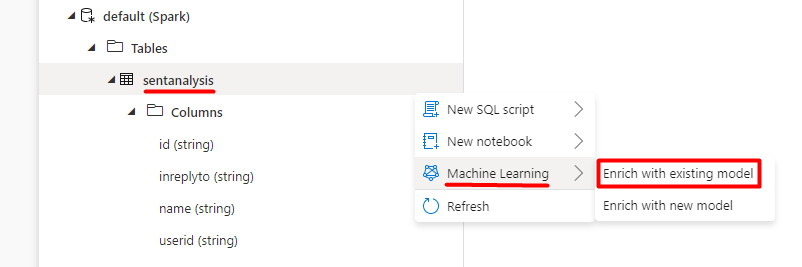 default (Spark)
Tables
sentanalysis
Columns
id (string)
inreplyto (string)
name (string)
userid (string)
New SQL script
New notebook
Machine Learning
Refresh
Enrich with existing model
Enrich with new model